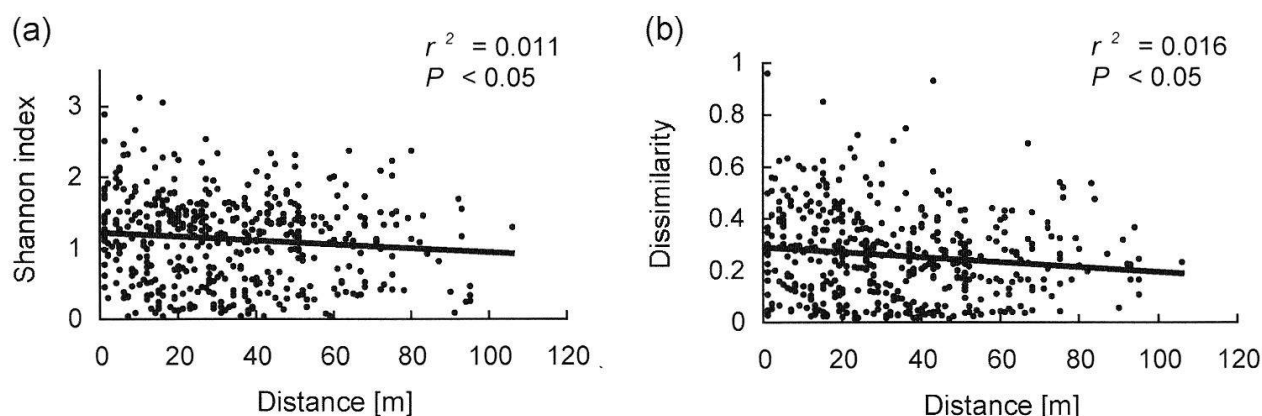 (a)
r² = 0.011
P < 0.05
Shannon index
3
2
1
0
0 20 40 60 80 100 120
Distance [m]
(b)
r² = 0.016
P < 0.05
Dissimilarity
1
0.8
0.6
0.4
0.2
0
0 20 40 60 80 100 120
Distance [m]